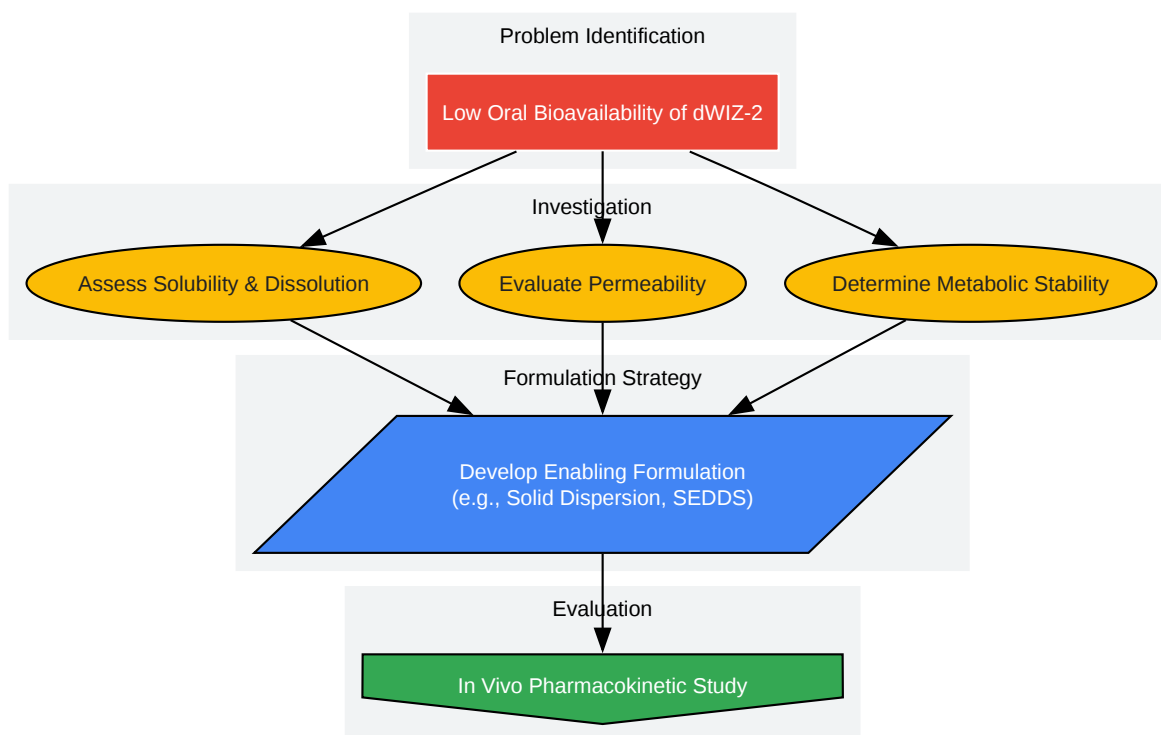 Problem Identification
Low Oral Bioavailability of dWIZ-2
Investigation
Assess Solubility & Dissolution
Evaluate Permeability
Determine Metabolic Stability
Formulation Strategy
Develop Enabling Formulation
(e.g., Solid Dispersion, SEDDS)
Evaluation
In Vivo Pharmacokinetic Study